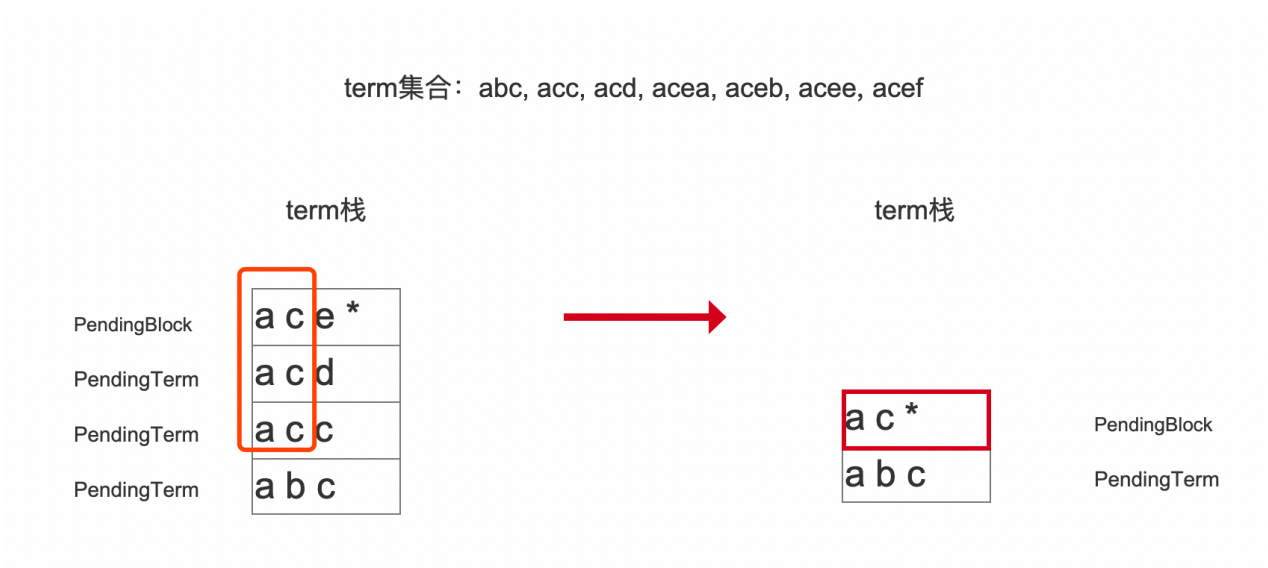 term集合：abc, acc, acd, acea, aceb, acee, acef
term栈
term栈
PendingBlock
a c e *
PendingTerm
a c d
PendingTerm
a c c
PendingTerm
a b c
a c *
PendingBlock
a b c
PendingTerm